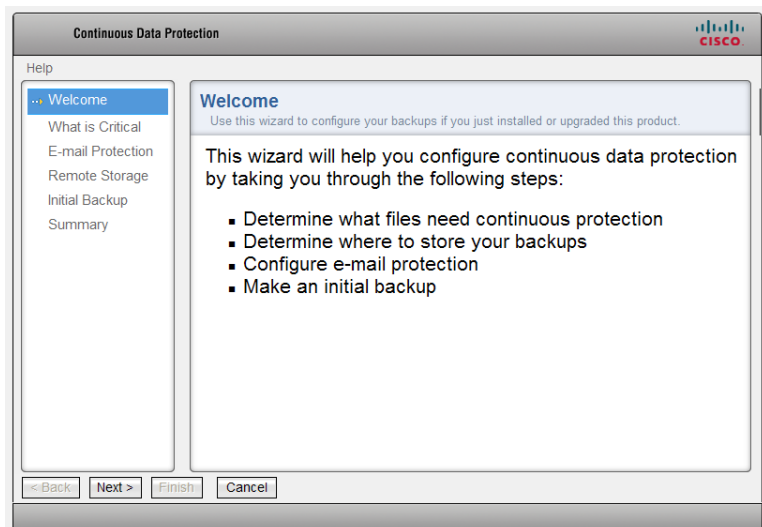 Continuous Data Protection
CISCO.
Help
Welcome
What is Critical
E-mail Protection
Remote Storage
Initial Backup
Summary
Welcome
Use this wizard to configure your backups if you just installed or upgraded this product.
This wizard will help you configure continuous data protection
by taking you through the following steps:
▪ Determine what files need continuous protection
▪ Determine where to store your backups
▪ Configure e-mail protection
▪ Make an initial backup
< Back Next > Finish Cancel